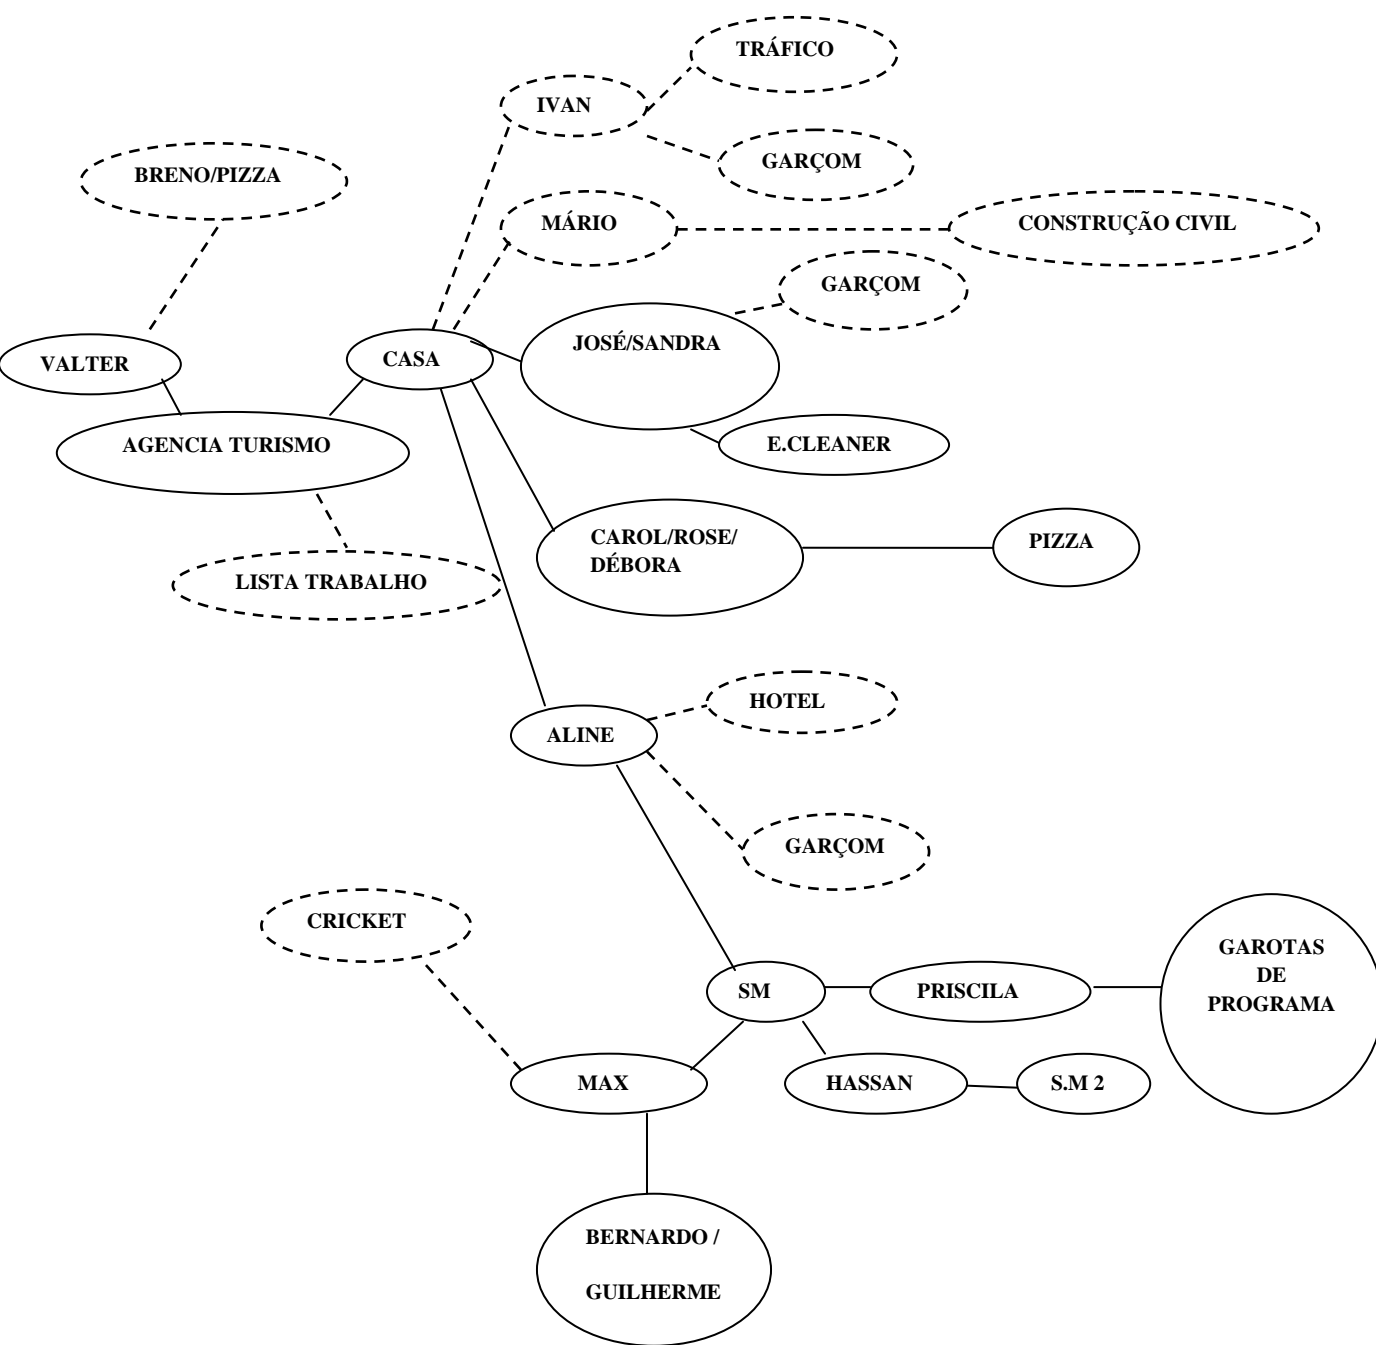 TRÁFICO
IVAN
GARÇOM
BRENO/PIZZA
MÁRIO
CONSTRUÇÃO CIVIL
GARÇOM
JOSÉ/SANDRA
VALTER
CASA
AGENCIA TURISMO
E.CLEANER
CAROL/ROSE/
DÉBORA
PIZZA
LISTA TRABALHO
HOTEL
ALINE
GARÇOM
CRICKET
GAROTAS
DE
PROGRAMA
SM
PRISCILA
MAX
HASSAN
S.M 2
BERNARDO /
GUILHERME